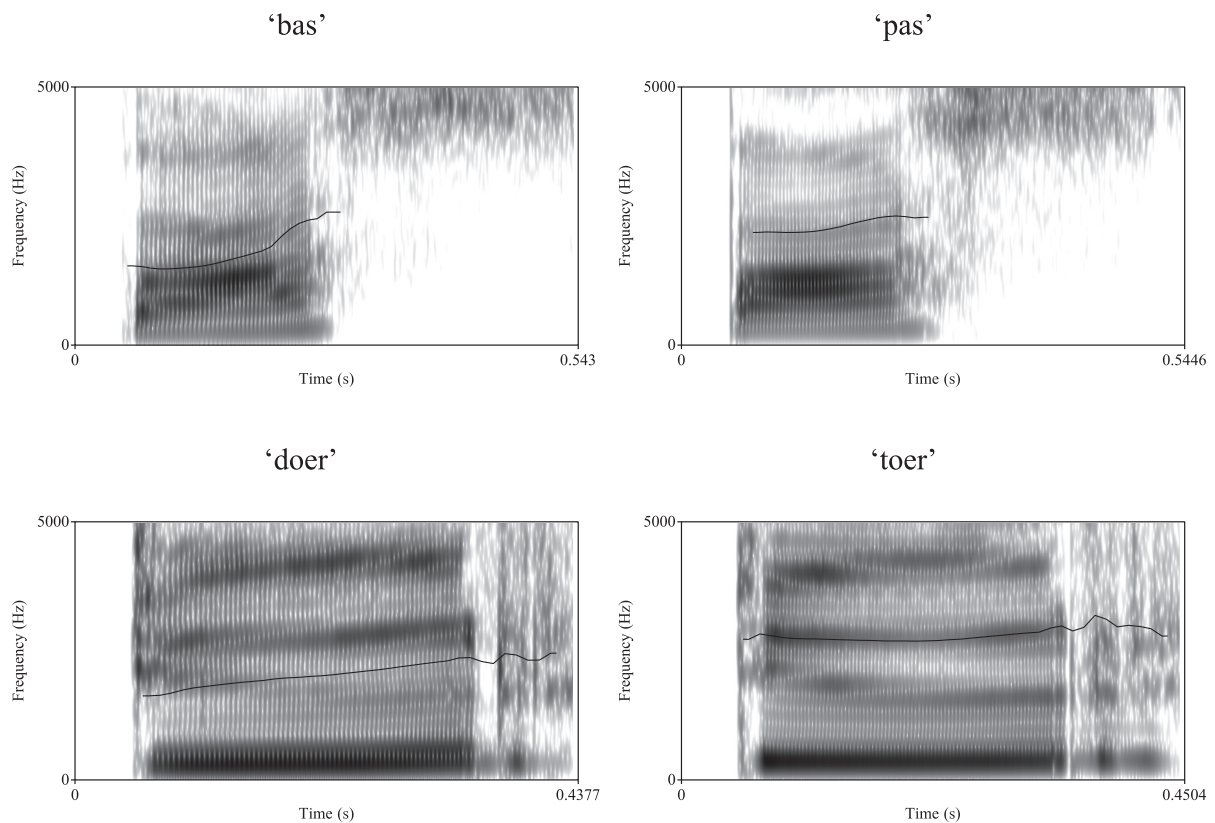 ‘bas’
5000
Frequency (Hz)
0
0
0.543
Time (s)
‘pas’
5000
Frequency (Hz)
0
0
0.5446
Time (s)
‘doer’
5000
Frequency (Hz)
0
0
0.4377
Time (s)
‘toer’
5000
Frequency (Hz)
0
0
0.4504
Time (s)